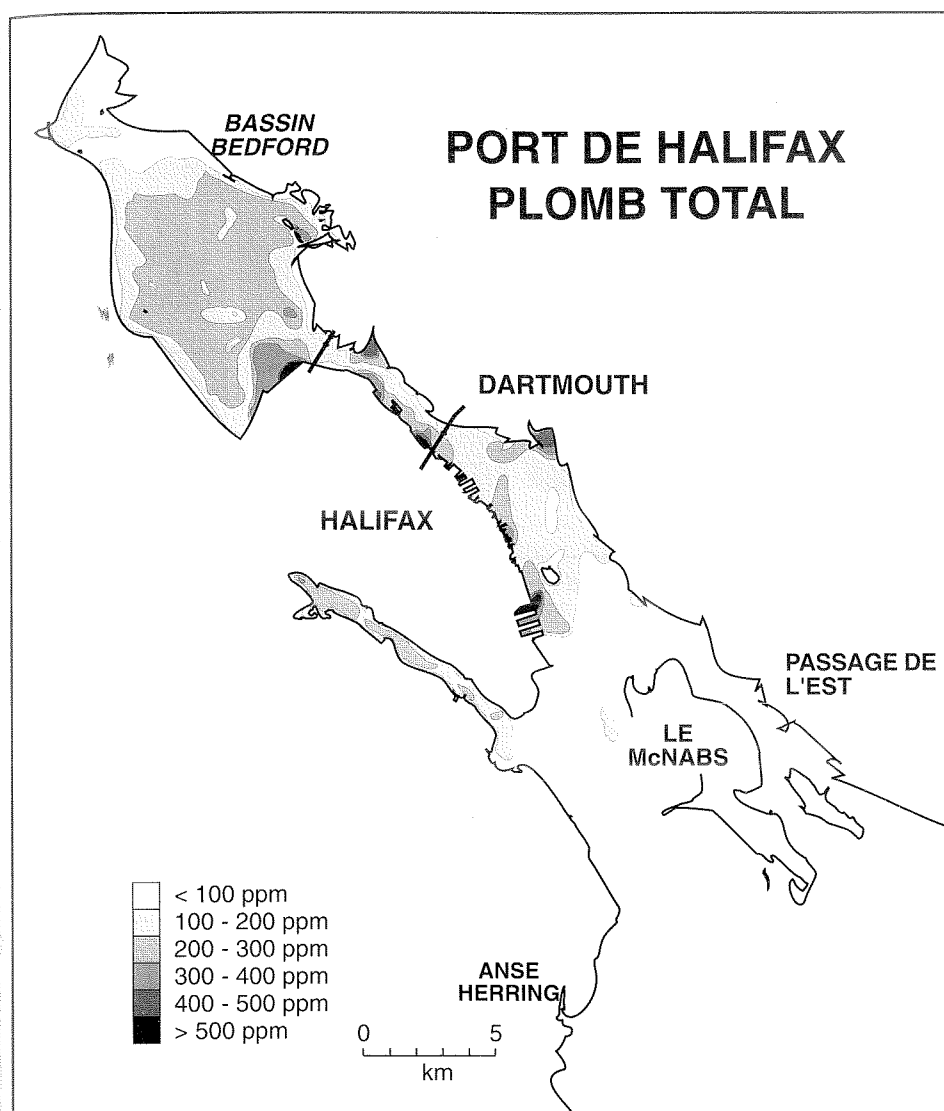 BASSIN
BEDFORD
PORT DE HALIFAX
PLOMB TOTAL
DARTMOUTH
HALIFAX
PASSAGE DE
L'EST
LE
McNABS
< 100 ppm
100 - 200 ppm
200 - 300 ppm
300 - 400 ppm
400 - 500 ppm
> 500 ppm
ANSE
HERRING
0 5
km